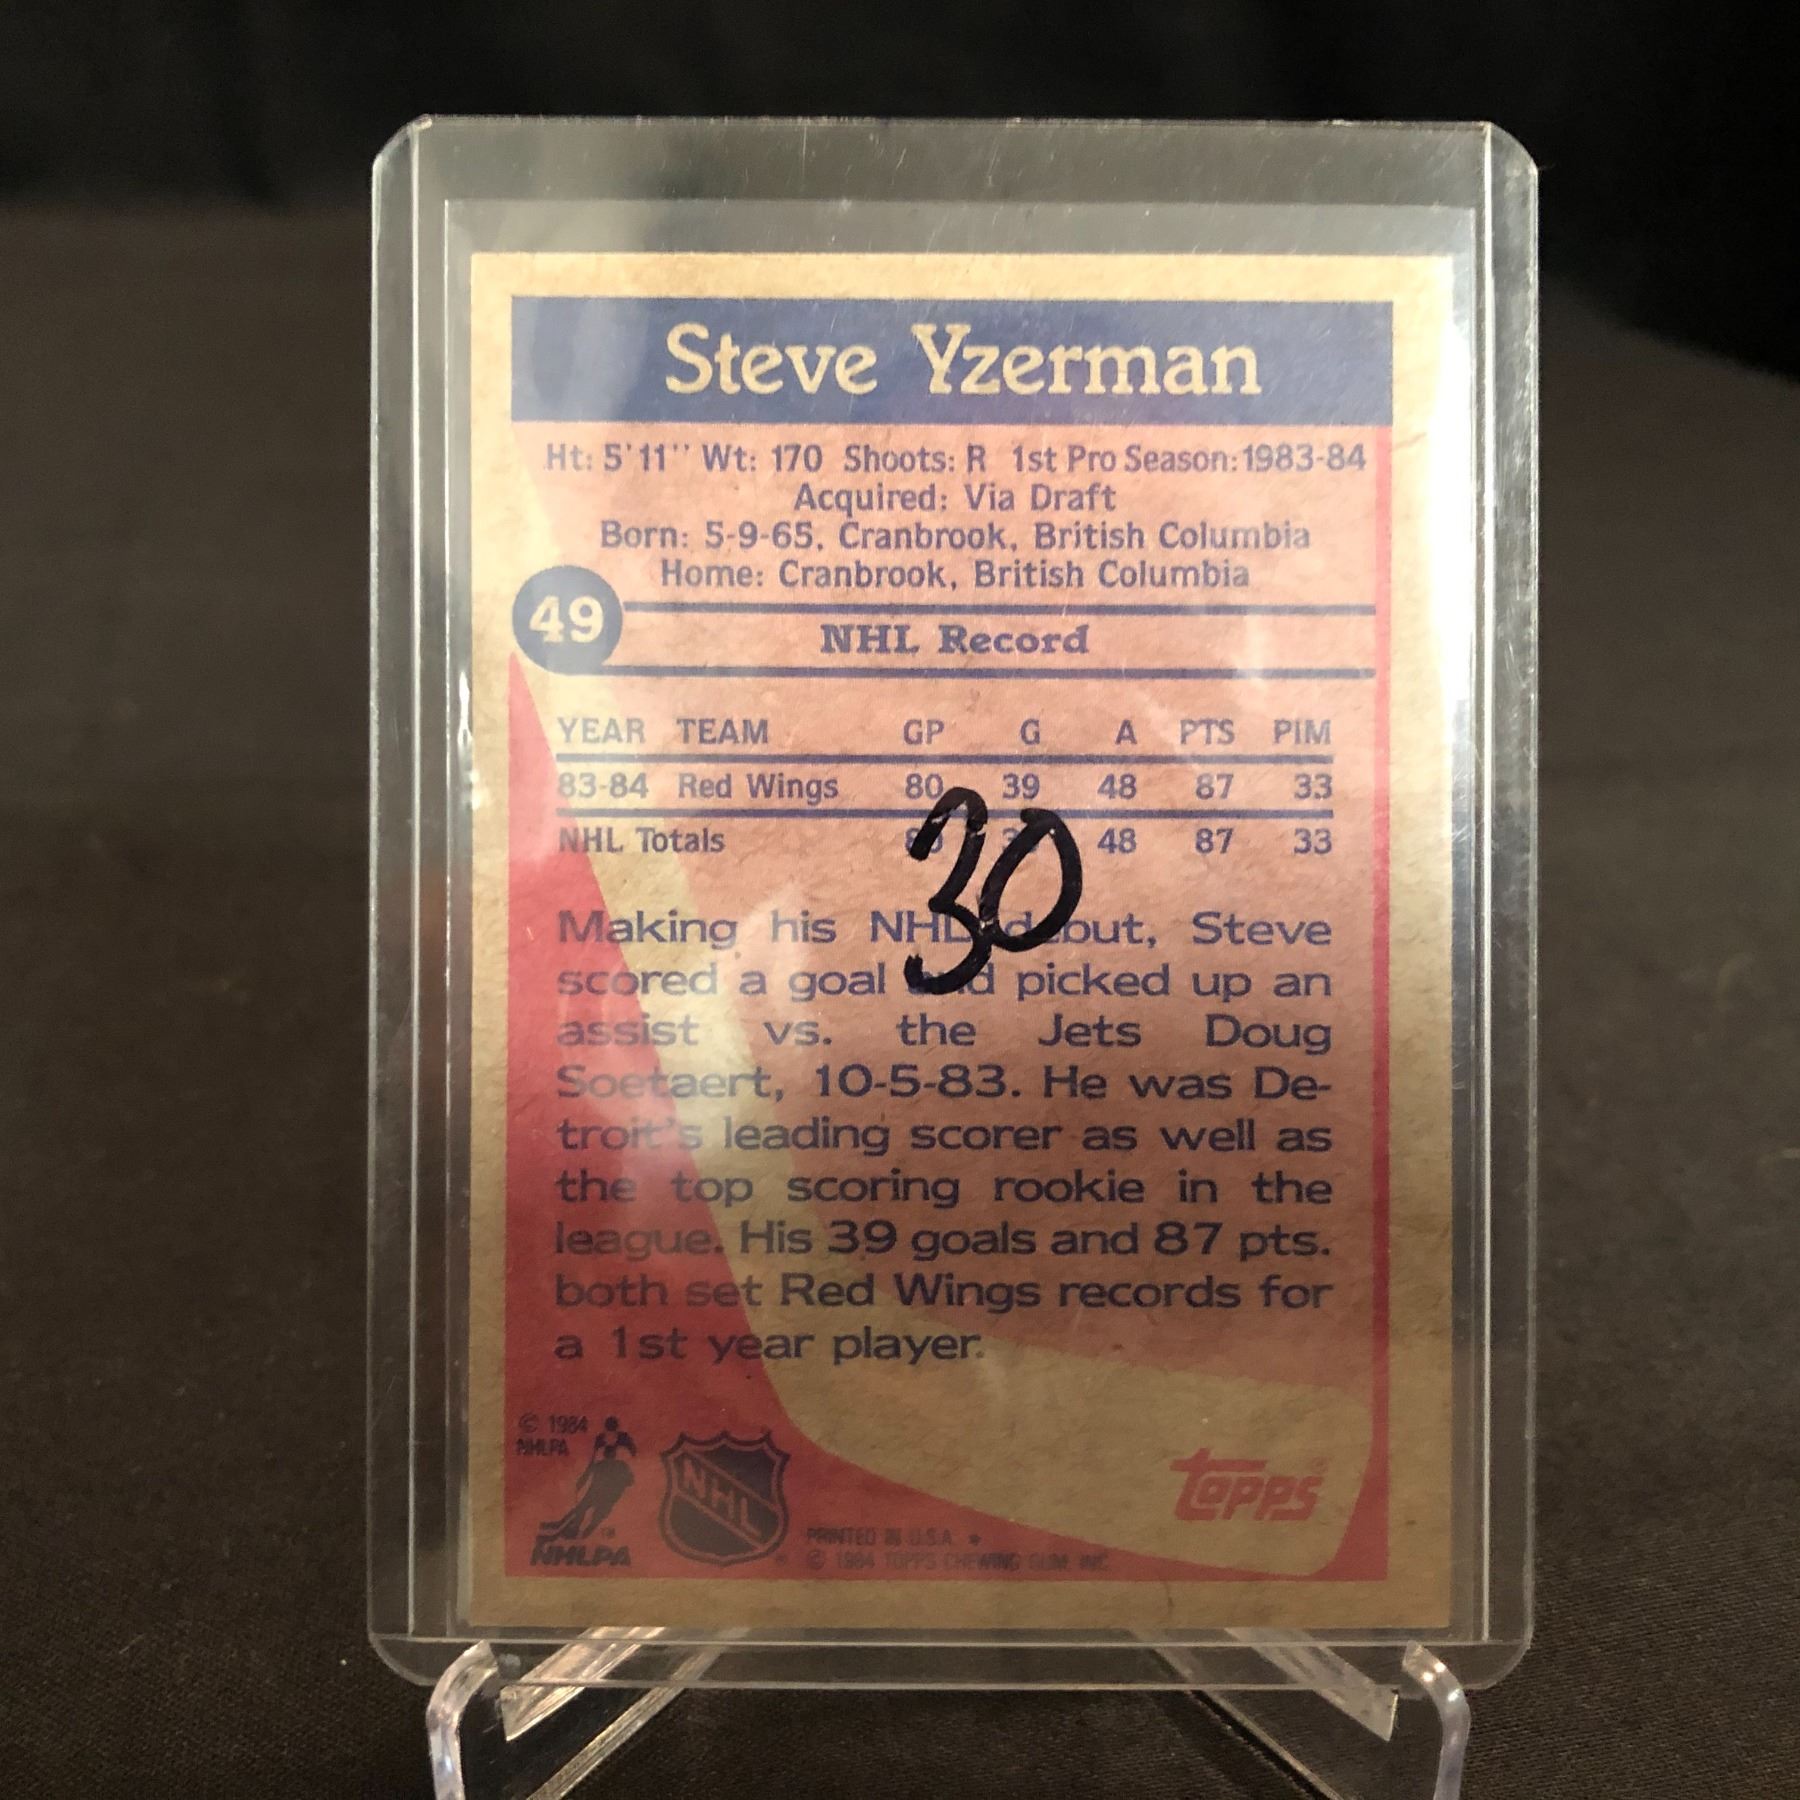 Steve Yzerman
Ht: 5'11" Wt: 170 Shoots: R 1st Pro Season: 1983-84
Acquired: Via Draft
Born: 5-9-65, Cranbrook, British Columbia
Home: Cranbrook, British Columbia
49
NHL Record
YEAR TEAM GP G A PTS PIM
83-84 Red Wings 80 39 48 87 33
NHL Totals 80 48 87 33
30
Making his NHL debut, Steve
scored a goal and picked up an
assist vs. the Jets Doug
Soetaert, 10-5-83. He was De-
troit's leading scorer as well as
the top scoring rookie in the
league. His 39 goals and 87 pts.
both set Red Wings records for
a 1st year player.
© 1984
NHLPA
NHLPA™
NHL
topps®
PRINTED IN U.S.A. *
© 1984 TOPPS CHEWING GUM, INC.